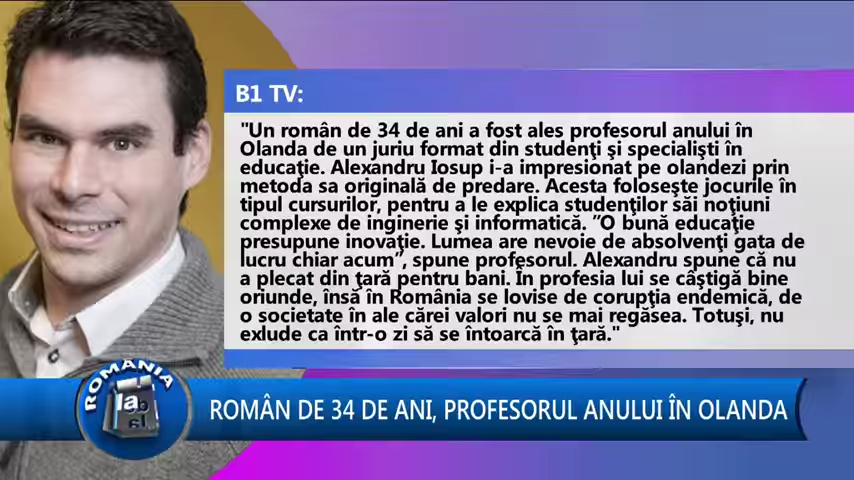 B1 TV:
"Un român de 34 de ani a fost ales profesorul anului în
Olanda de un juriu format din studenţi şi specialişti în
educaţie. Alexandru Iosup i-a impresionat pe olandezi prin
metoda sa originală de predare. Acesta foloseşte jocurile în
tipul cursurilor, pentru a le explica studenţilor săi noţiuni
complexe de inginerie şi informatică. ”O bună educaţie
presupune inovaţie. Lumea are nevoie de absolvenţi gata de
lucru chiar acum”, spune profesorul. Alexandru spune că nu
a plecat din ţară pentru bani. În profesia lui se câştigă bine
oriunde, însă în România se lovise de corupţia endemică, de
o societate în ale cărei valori nu se mai regăsea. Totuşi, nu
exlude ca într-o zi să se întoarcă în ţară."
ROMANIA
la
ROMÂN DE 34 DE ANI, PROFESORUL ANULUI ÎN OLANDA